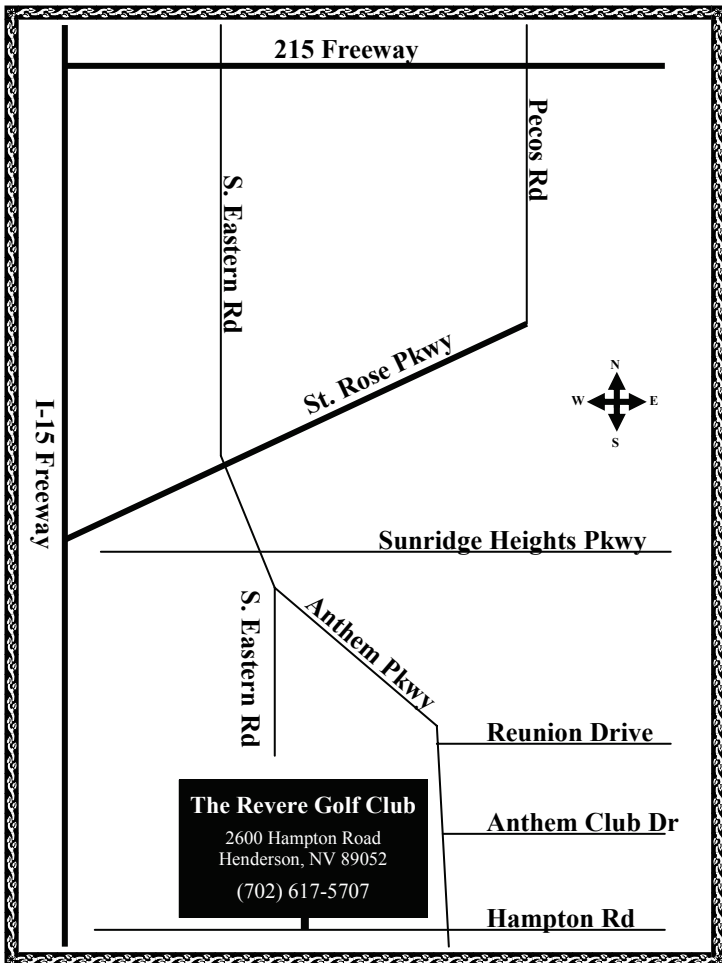 215 Freeway
Pecos Rd
S. Eastern Rd
St. Rose Pkwy
N
W
E
S
I-15 Freeway
Sunridge Heights Pkwy
Anthem Pkwy
S. Eastern Rd
Reunion Drive
The Revere Golf Club
2600 Hampton Road
Henderson, NV 89052
(702) 617-5707
Anthem Club Dr
Hampton Rd